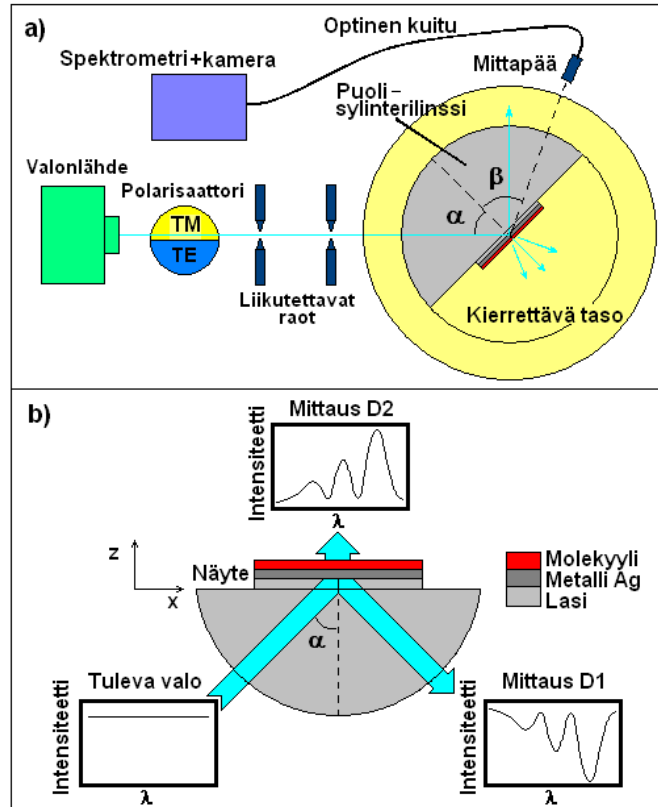 a)
Optinen kuitu
Spektrometri+kamera
Mittapää
Puoli-
sylinterilinssi
Valonlähde
Polarisaattori
TM
TE
α
β
Liikutettavat
raot
Kierrettävä taso
b)
Mittaus D2
Intensiteetti
λ
z
x
Näyte
Molekyyli
Metalli Ag
Lasi
α
Tuleva valo
Intensiteetti
λ
Mittaus D1
Intensiteetti
λ